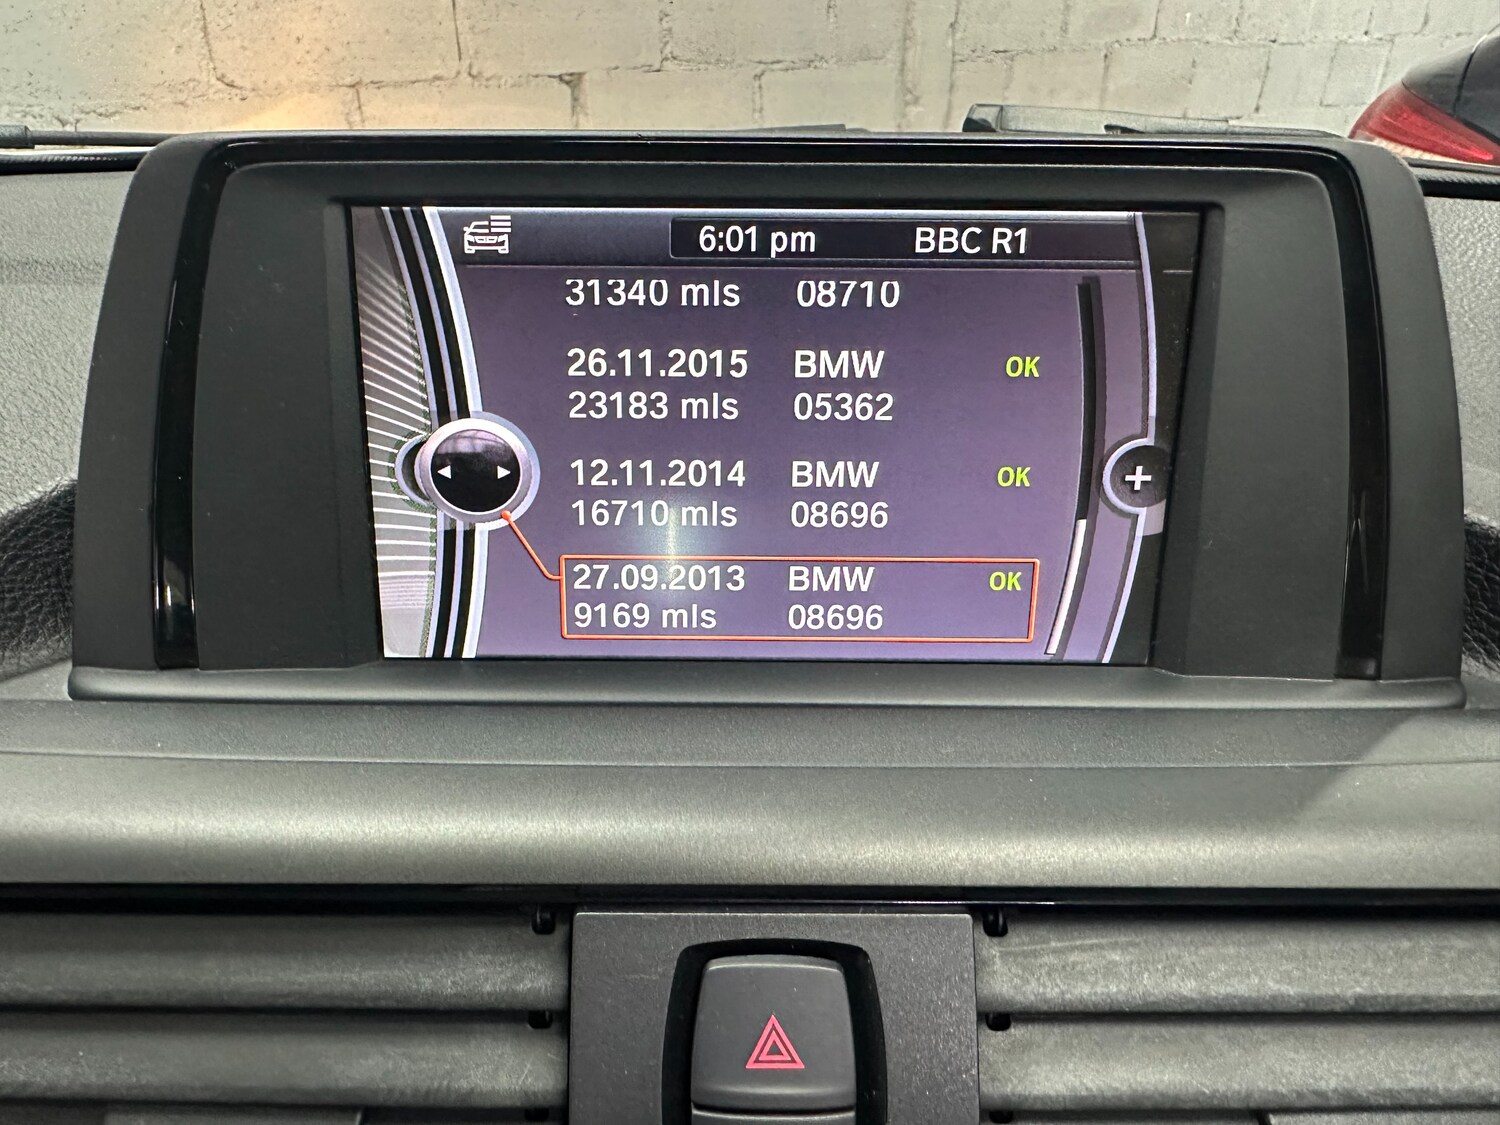 6:01 pm BBC R1
31340 mls 08710
26.11.2015 BMW OK
23183 mls 05362
12.11.2014 BMW OK
16710 mls 08696
27.09.2013 BMW OK
9169 mls 08696
+